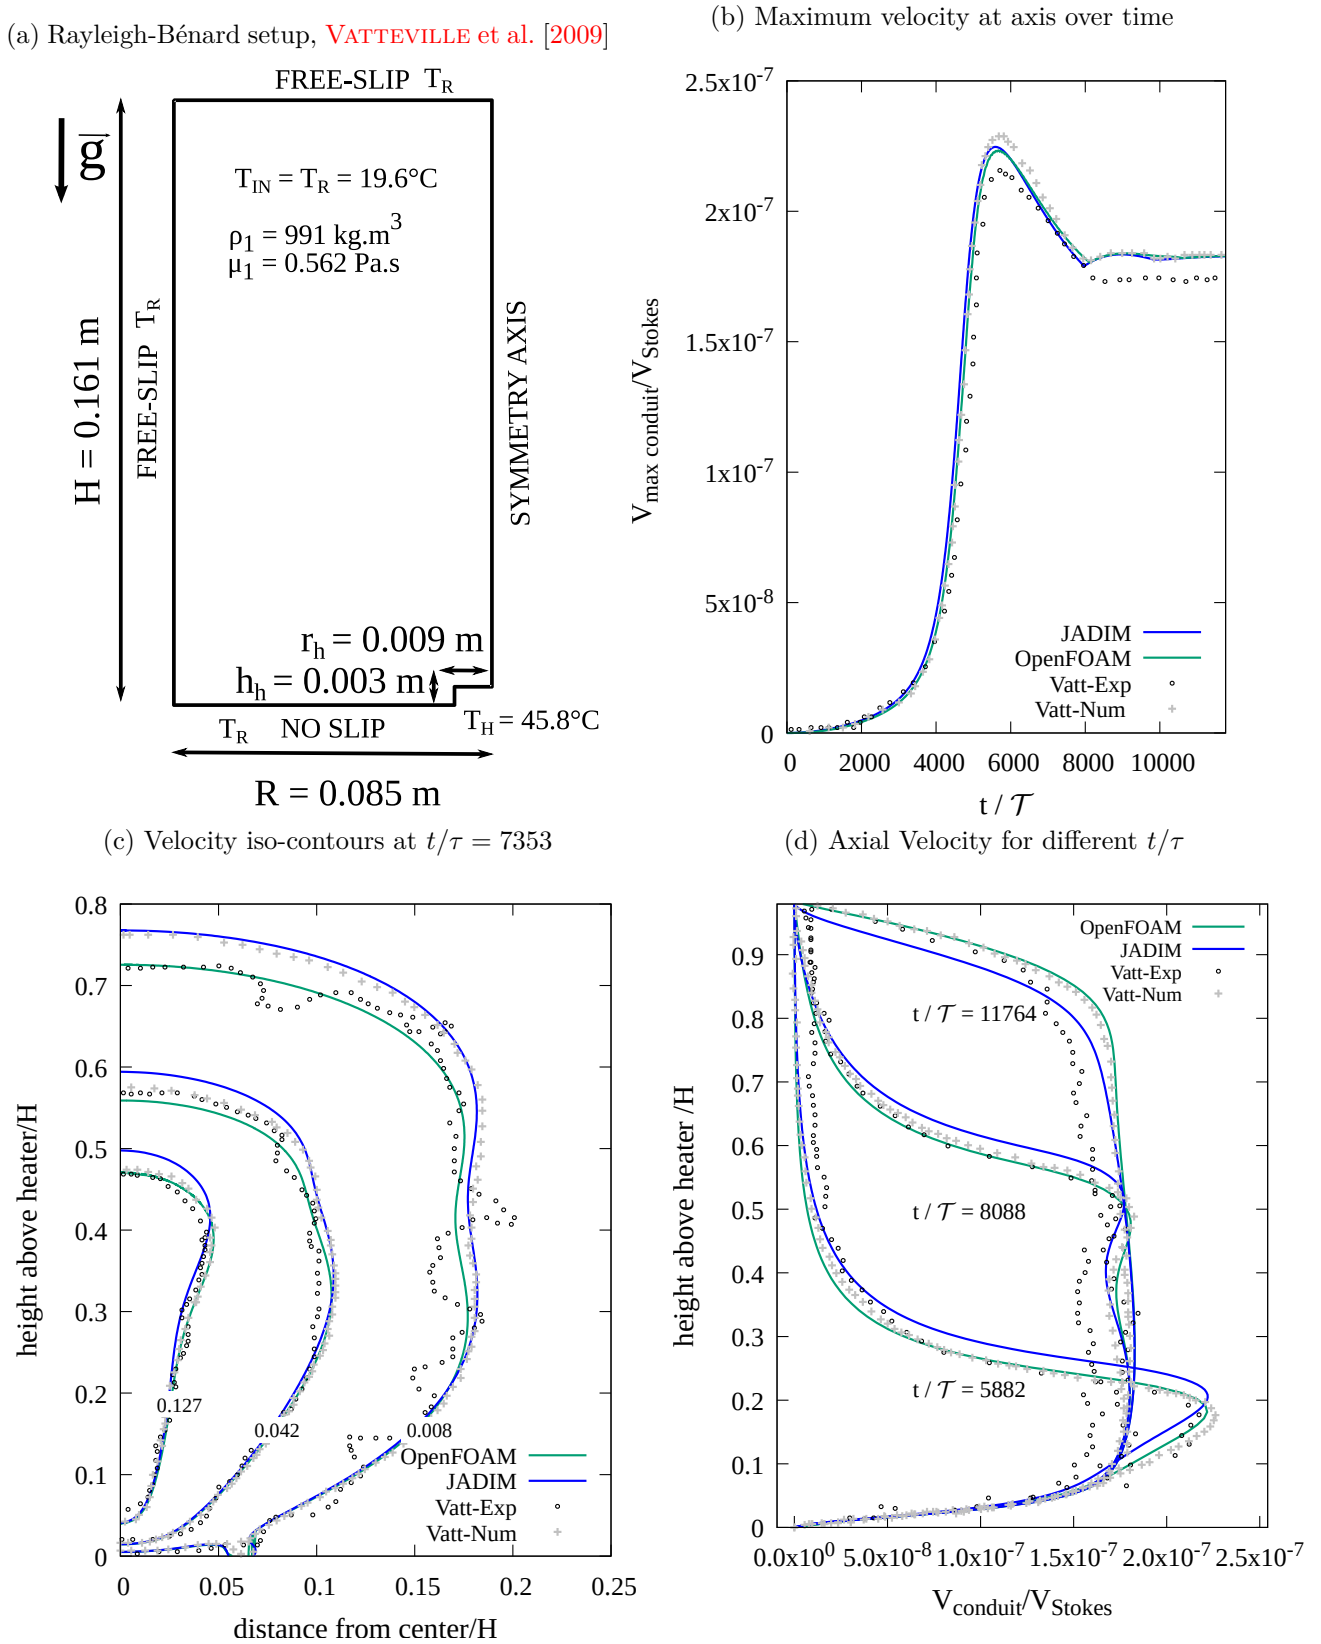 (a) Rayleigh-Bénard setup, VATTEVILLE et al. [2009]
FREE-SLIP T_R
g
T_IN = T_R = 19.6°C
ρ_1 = 991 kg.m^3
μ_1 = 0.562 Pa.s
H = 0.161 m
FREE-SLIP T_R
SYMMETRY AXIS
r_h = 0.009 m
h_h = 0.003 m
T_H = 45.8°C
T_R NO SLIP
R = 0.085 m
(b) Maximum velocity at axis over time
2.5x10^-7
2x10^-7
1.5x10^-7
1x10^-7
5x10^-8
0
V_max conduit/V_Stokes
JADIM
OpenFOAM
Vatt-Exp
Vatt-Num
0 2000 4000 6000 8000 10000
t / 𝒯
(c) Velocity iso-contours at t/τ = 7353
0.8
0.7
0.6
0.5
0.4
0.3
0.2
0.1
0
height above heater/H
0.127
0.042
0.008
OpenFOAM
JADIM
Vatt-Exp
Vatt-Num
0 0.05 0.1 0.15 0.2 0.25
distance from center/H
(d) Axial Velocity for different t/τ
0.9
0.8
0.7
0.6
0.5
0.4
0.3
0.2
0.1
0
height above heater /H
OpenFOAM
JADIM
Vatt-Exp
Vatt-Num
t / 𝒯 = 11764
t / 𝒯 = 8088
t / 𝒯 = 5882
0.0x10^0 5.0x10^-8 1.0x10^-7 1.5x10^-7 2.0x10^-7 2.5x10^-7
V_conduit/V_Stokes